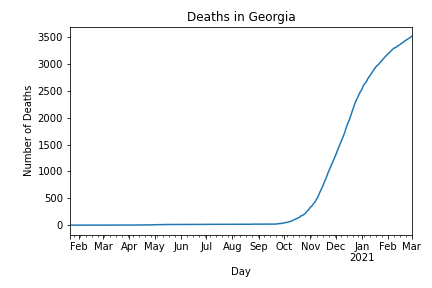 Deaths in Georgia
Number of Deaths
3500
3000
2500
2000
1500
1000
500
0
Feb Mar Apr May Jun Jul Aug Sep Oct Nov Dec Jan Feb Mar
2021
Day